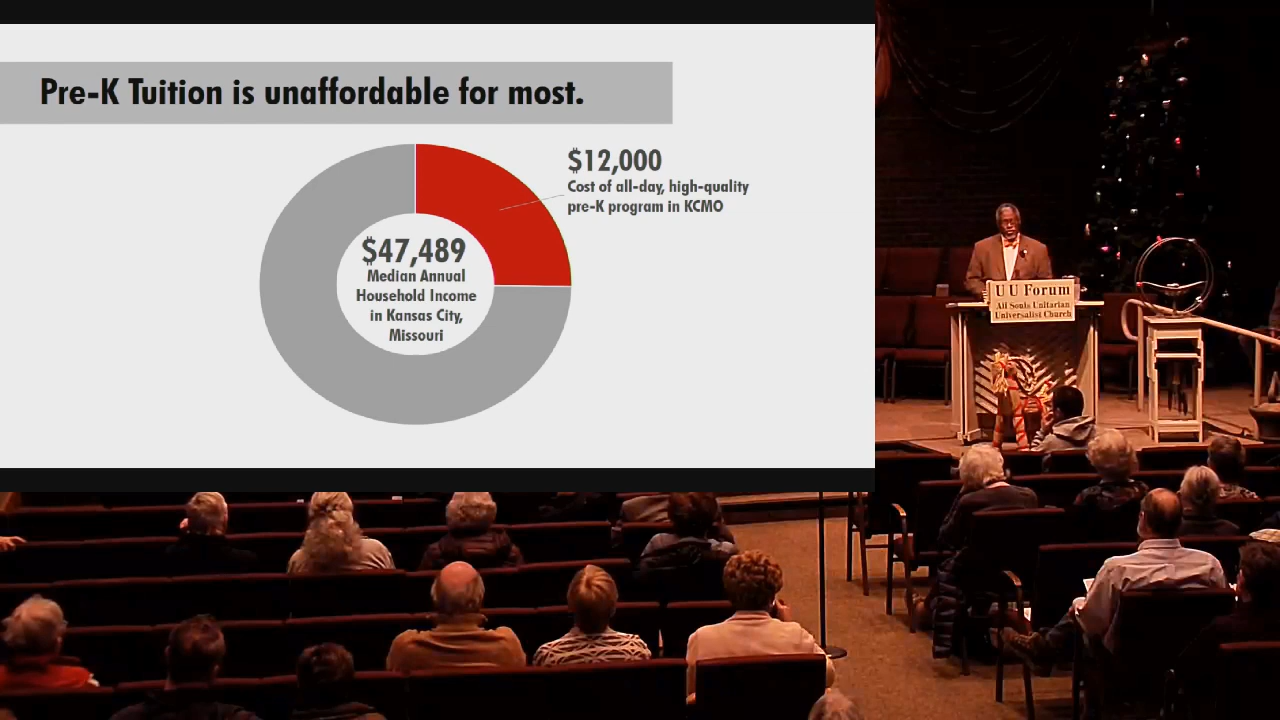 Pre-K Tuition is unaffordable for most.
$12,000
Cost of all-day, high-quality
pre-K program in KCMO
$47,489
Median Annual
Household Income
in Kansas City,
Missouri
UU Forum
All Souls Unitarian
Universalist Church